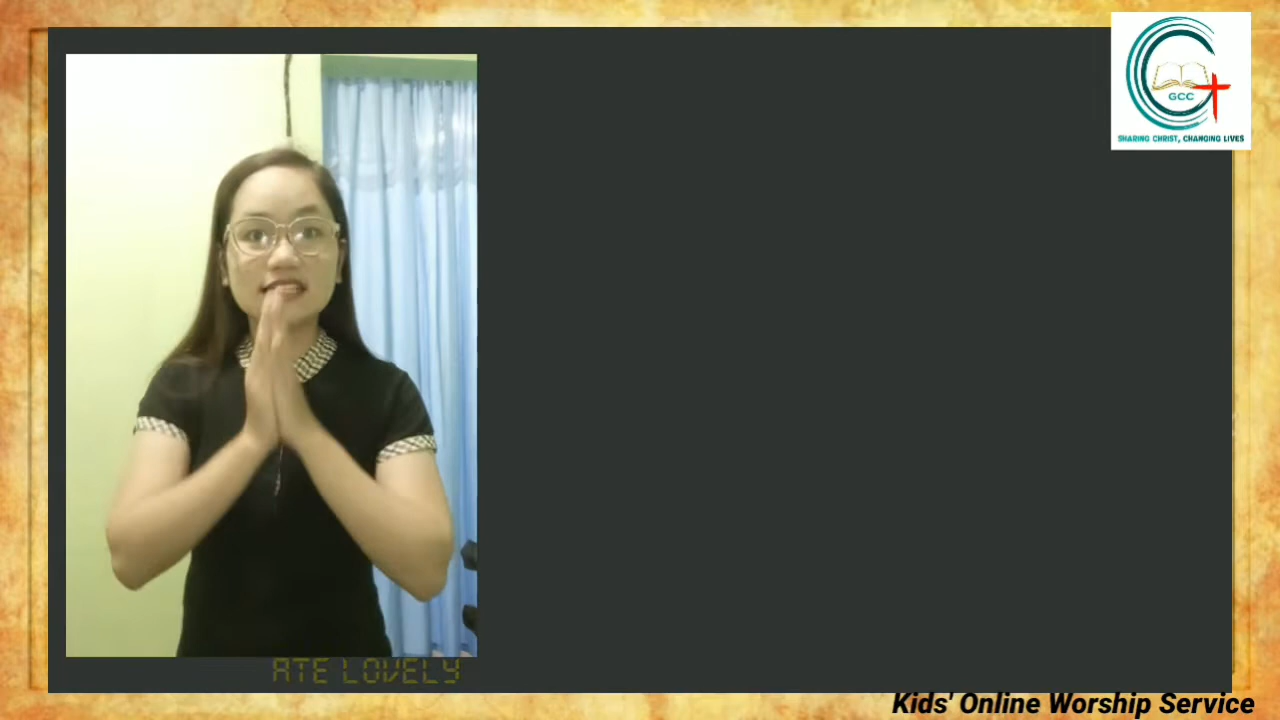 GCC
SHARING CHRIST, CHANGING LIVES
ATE LOVELY
Kids' Online Worship Service